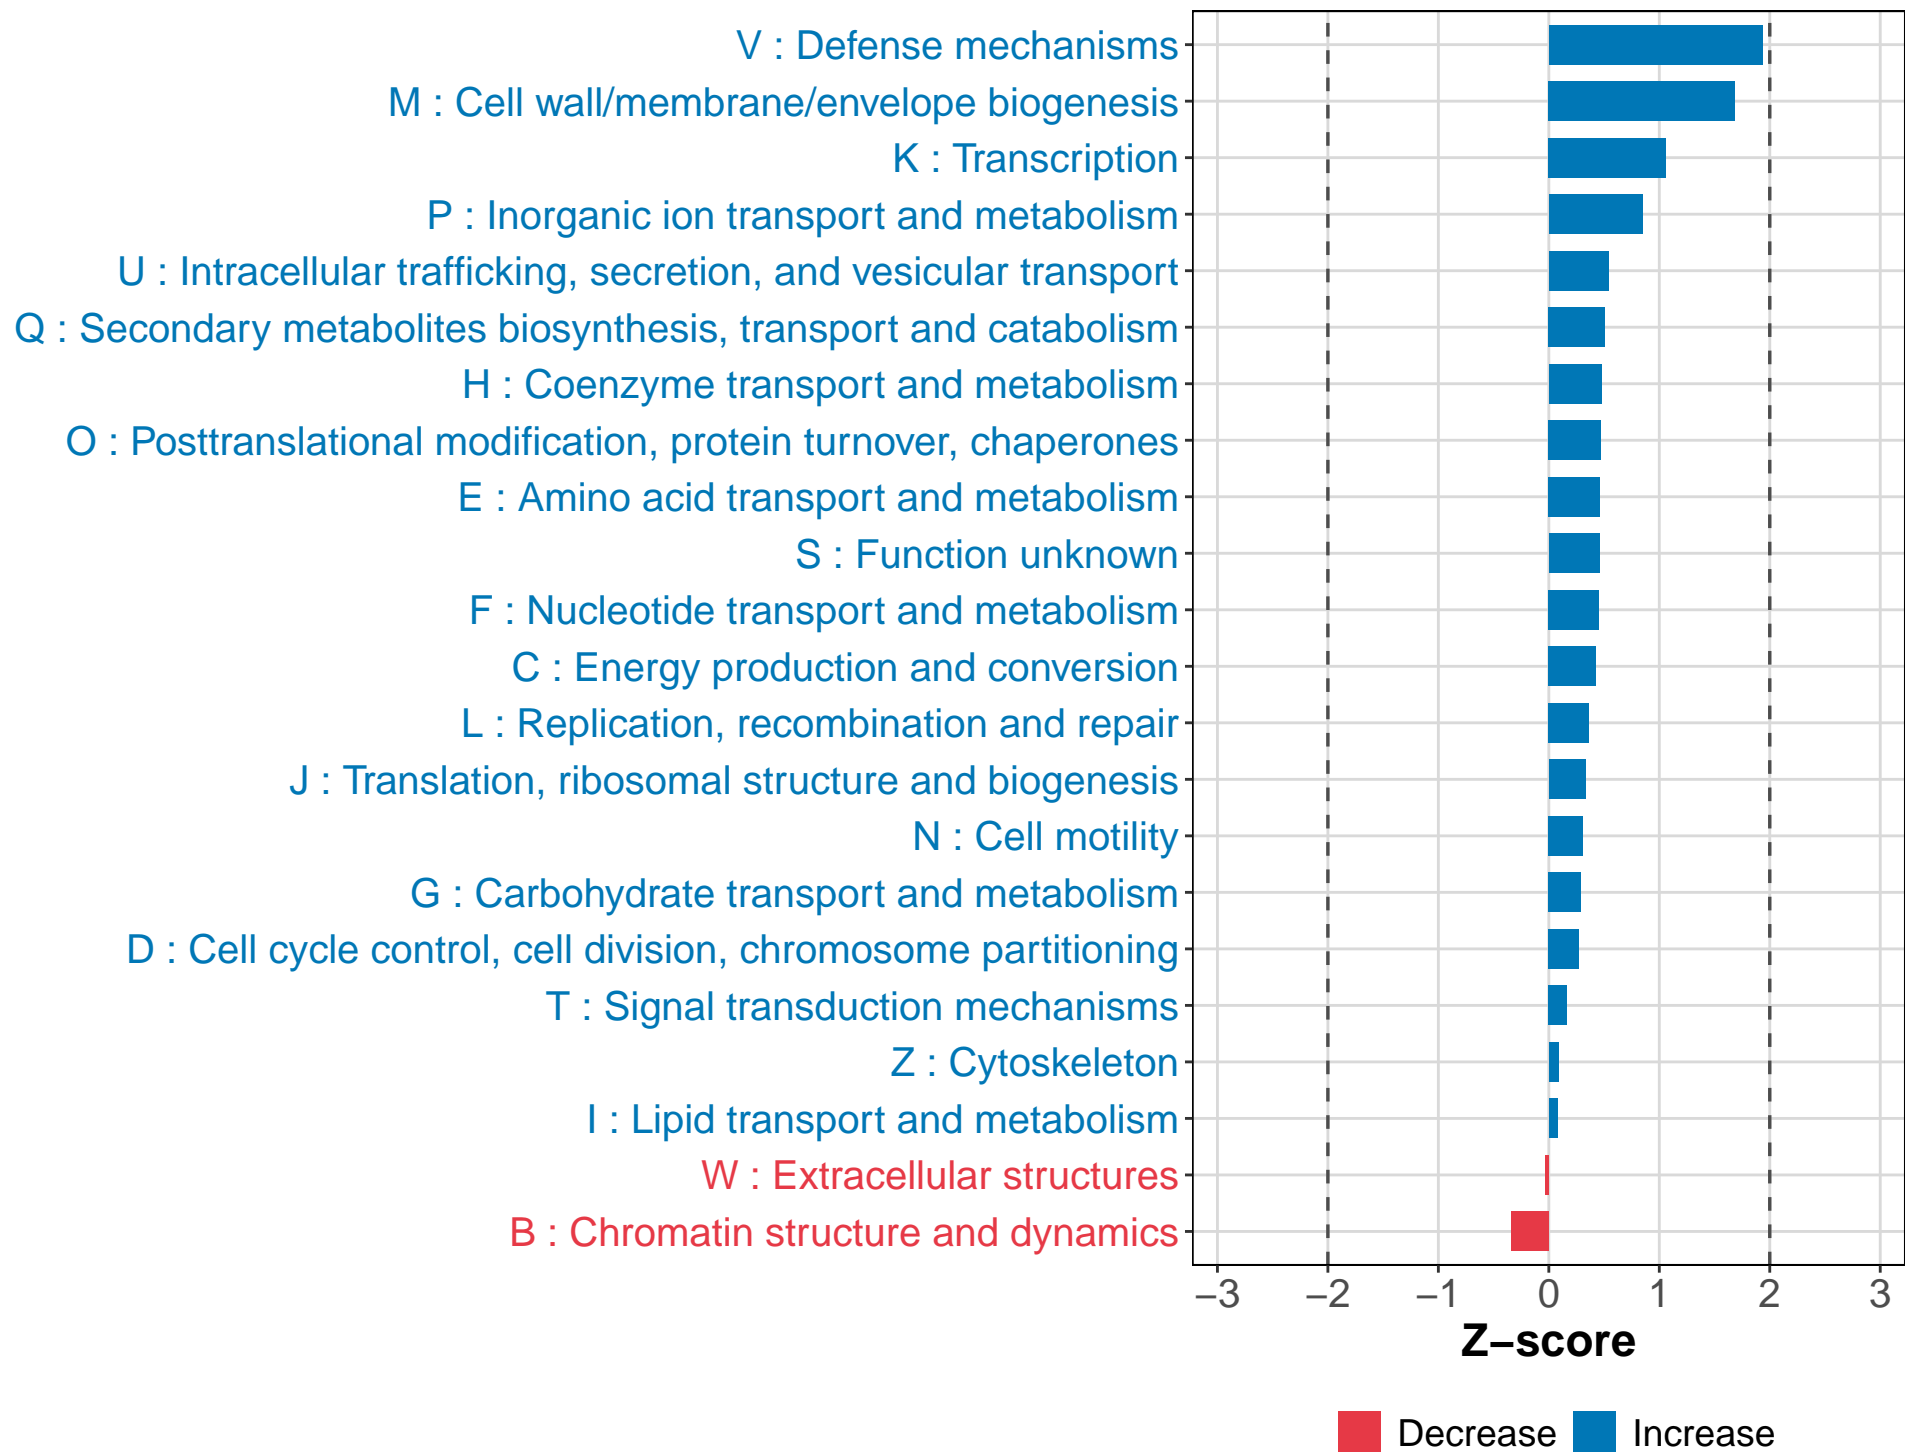 V : Defense mechanisms
M : Cell wall/membrane/envelope biogenesis
K : Transcription
P : Inorganic ion transport and metabolism
U : Intracellular trafficking, secretion, and vesicular transport
Q : Secondary metabolites biosynthesis, transport and catabolism
H : Coenzyme transport and metabolism
O : Posttranslational modification, protein turnover, chaperones
E : Amino acid transport and metabolism
S : Function unknown
F : Nucleotide transport and metabolism
C : Energy production and conversion
L : Replication, recombination and repair
J : Translation, ribosomal structure and biogenesis
N : Cell motility
G : Carbohydrate transport and metabolism
D : Cell cycle control, cell division, chromosome partitioning
T : Signal transduction mechanisms
Z : Cytoskeleton
I : Lipid transport and metabolism
W : Extracellular structures
B : Chromatin structure and dynamics
−3 −2 −1 0 1 2 3
Z−score
Decrease Increase